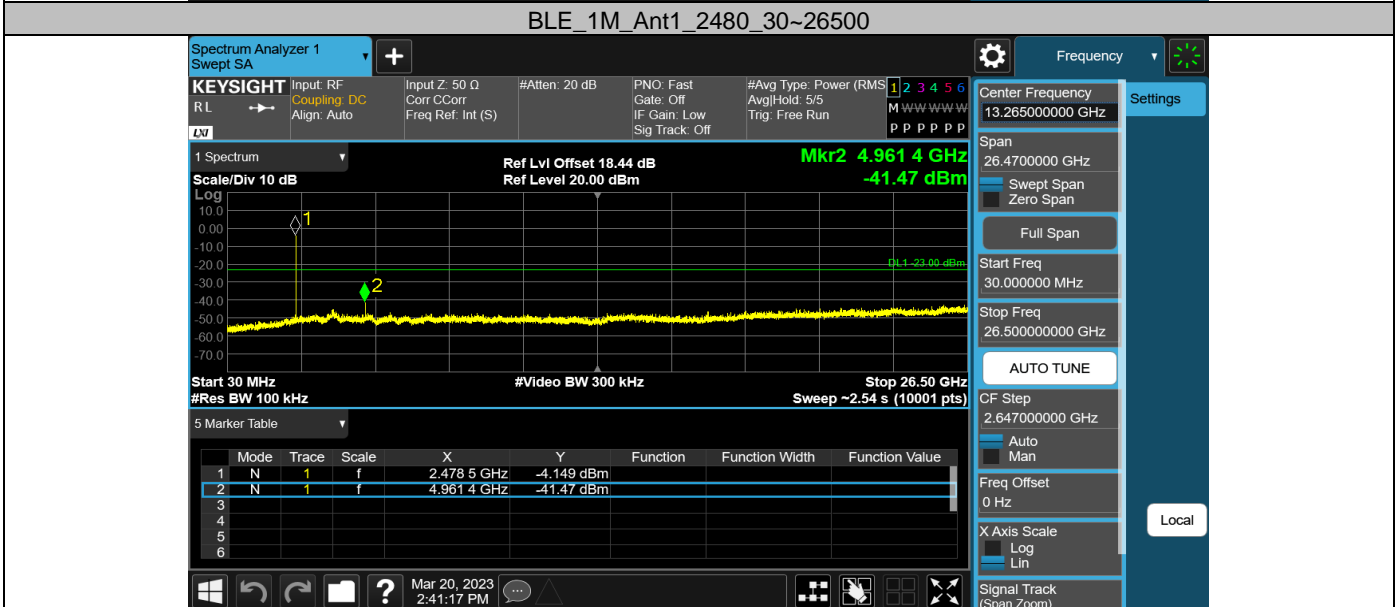 BLE_1M_Ant1_2480_30~26500
Spectrum Analyzer 1
Swept SA
+
Frequency
KEYSIGHT
R L
LXI
Input: RF
Coupling: DC
Align: Auto
Input Z: 50 Ω
Corr CCorr
Freq Ref: Int (S)
#Atten: 20 dB
PNO: Fast
Gate: Off
IF Gain: Low
Sig Track: Off
#Avg Type: Power (RMS
Avg|Hold: 5/5
Trig: Free Run
1 2 3 4 5 6
M W W W W W
P P P P P P
1 Spectrum
Scale/Div 10 dB
Ref Lvl Offset 18.44 dB
Ref Level 20.00 dBm
Mkr2 4.961 4 GHz
-41.47 dBm
Log
10.0
0.00
-10.0
-20.0
-30.0
-40.0
-50.0
-60.0
-70.0
1
2
DL1 -23.00 dBm
Start 30 MHz
#Res BW 100 kHz
#Video BW 300 kHz
Stop 26.50 GHz
Sweep ~2.54 s (10001 pts)
5 Marker Table
Mode Trace Scale X Y Function Function Width Function Value
1 N 1 f 2.478 5 GHz -4.149 dBm
2 N 1 f 4.961 4 GHz -41.47 dBm
3
4
5
6
?
Mar 20, 2023
2:41:17 PM
Center Frequency
13.265000000 GHz
Settings
Span
26.4700000 GHz
Swept Span
Zero Span
Full Span
Start Freq
30.000000 MHz
Stop Freq
26.500000000 GHz
AUTO TUNE
CF Step
2.647000000 GHz
Auto
Man
Freq Offset
0 Hz
Local
X Axis Scale
Log
Lin
Signal Track
(Span Zoom)